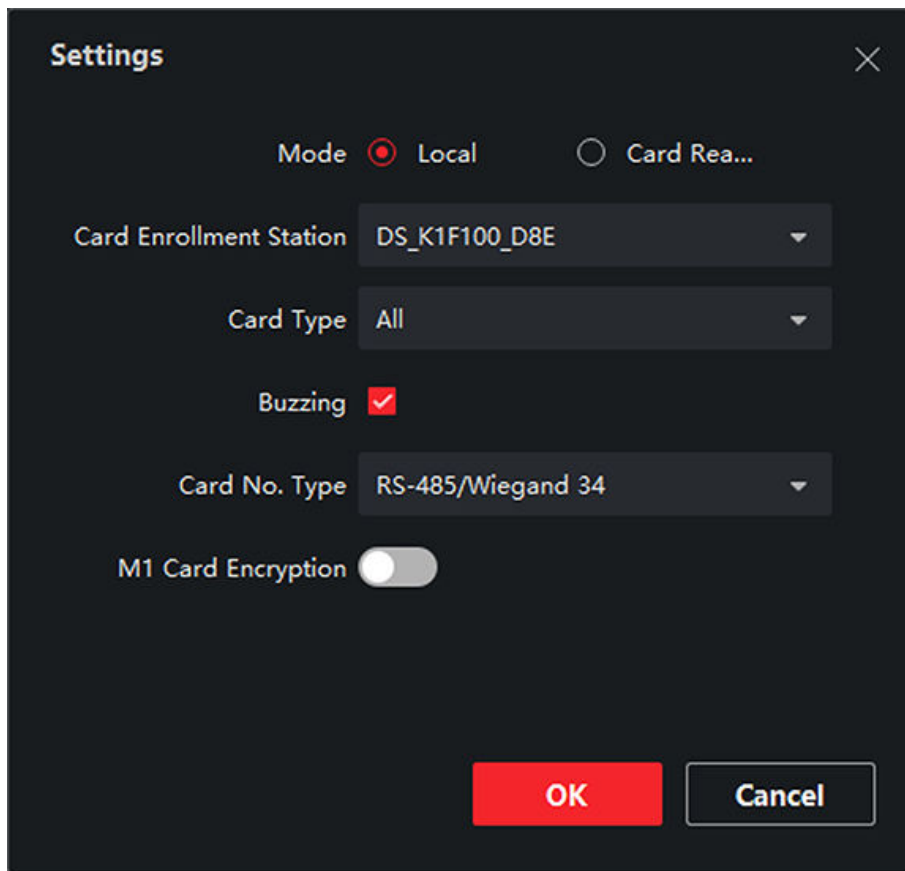 Settings
Mode Local Card Rea...
Card Enrollment Station DS_K1F100_D8E
Card Type All
Buzzing
Card No. Type RS-485/Wiegand 34
M1 Card Encryption
OK Cancel